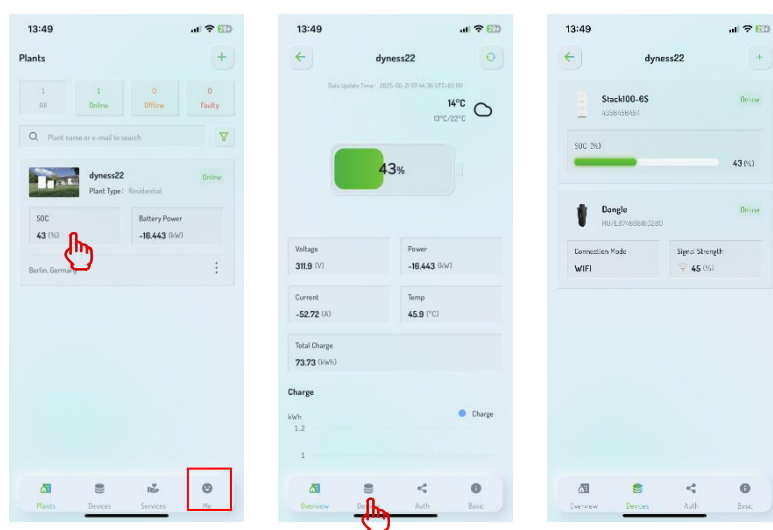 13:49
Plants
+
1
All
1
Online
0
Offline
0
Faulty
Plant name or e-mail to search
dyness22
Online
Plant Type: Residential
SOC
43 (%)
Battery Power
-16.443 (kW)
Berlin, Germany
Plants
Devices
Services
Me
13:49
dyness22
Data Update Time:
14°C
13°C/22°C
43%
Voltage
311.9 (V)
Power
-16.443 (kW)
Current
-52.72 (A)
Temp
45.9 (°C)
Total Charge
73.73 (kWh)
Charge
kWh
Charge
1.2
1
Overview
Auth
Basic
13:49
dyness22
+
Stack100-6S
Online
SOC (%)
43 (%)
Dongle
Online
Connection Mode
WIFI
Signal Strength
45 (%)
Overview
Devices
Auth
Basic